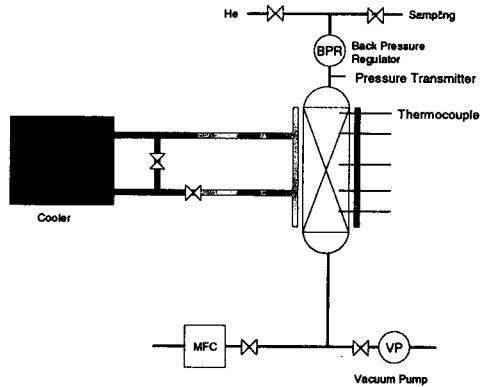 He
Sampling
BPR
Back Pressure
Regulator
Pressure Transmitter
Thermocouple
Cooler
MFC
VP
Vacuum Pump